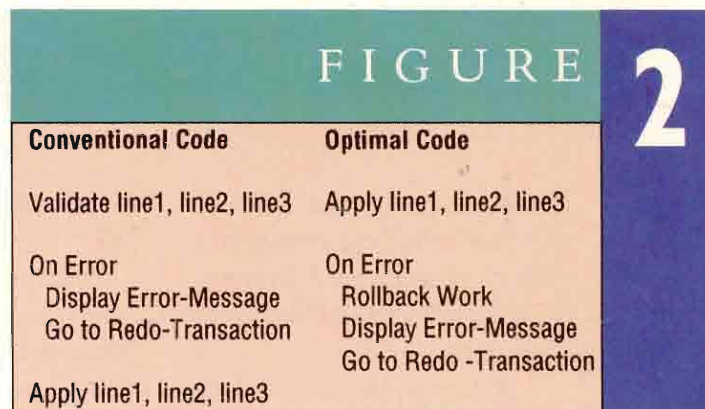 FIGURE 2
Conventional Code
Validate line1, line2, line3
On Error
Display Error-Message
Go to Redo-Transaction
Apply line1, line2, line3
Optimal Code
Apply line1, line2, line3
On Error
Rollback Work
Display Error-Message
Go to Redo -Transaction